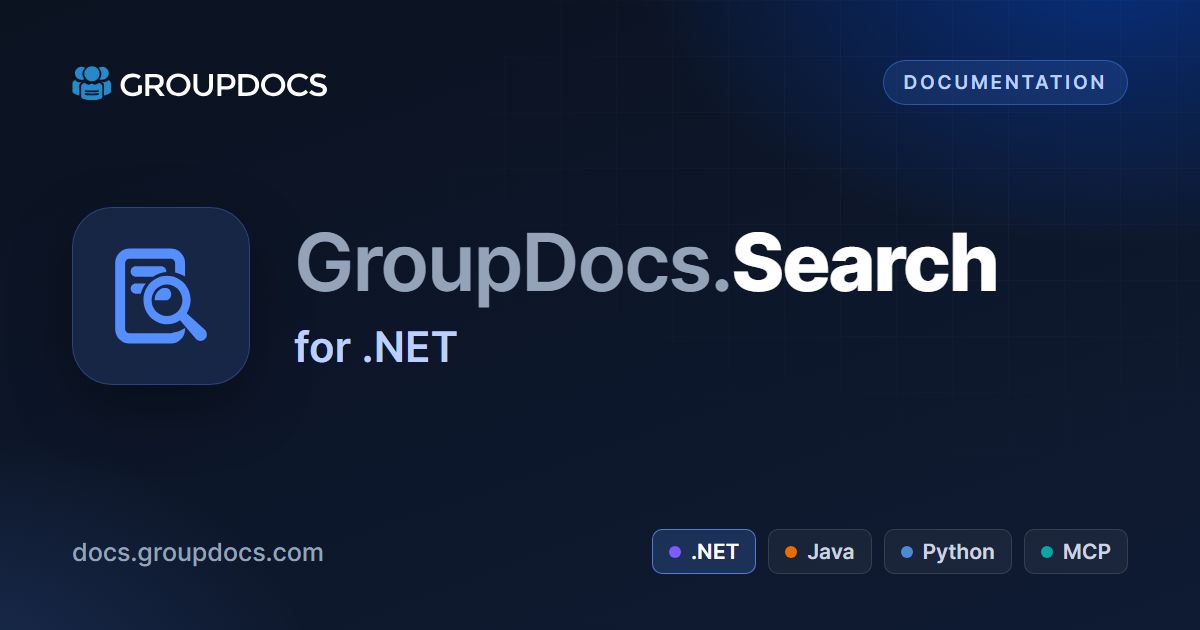 GROUPDOCS
DOCUMENTATION
GroupDocs.Search
for .NET
docs.groupdocs.com
.NET
Java
Python
MCP